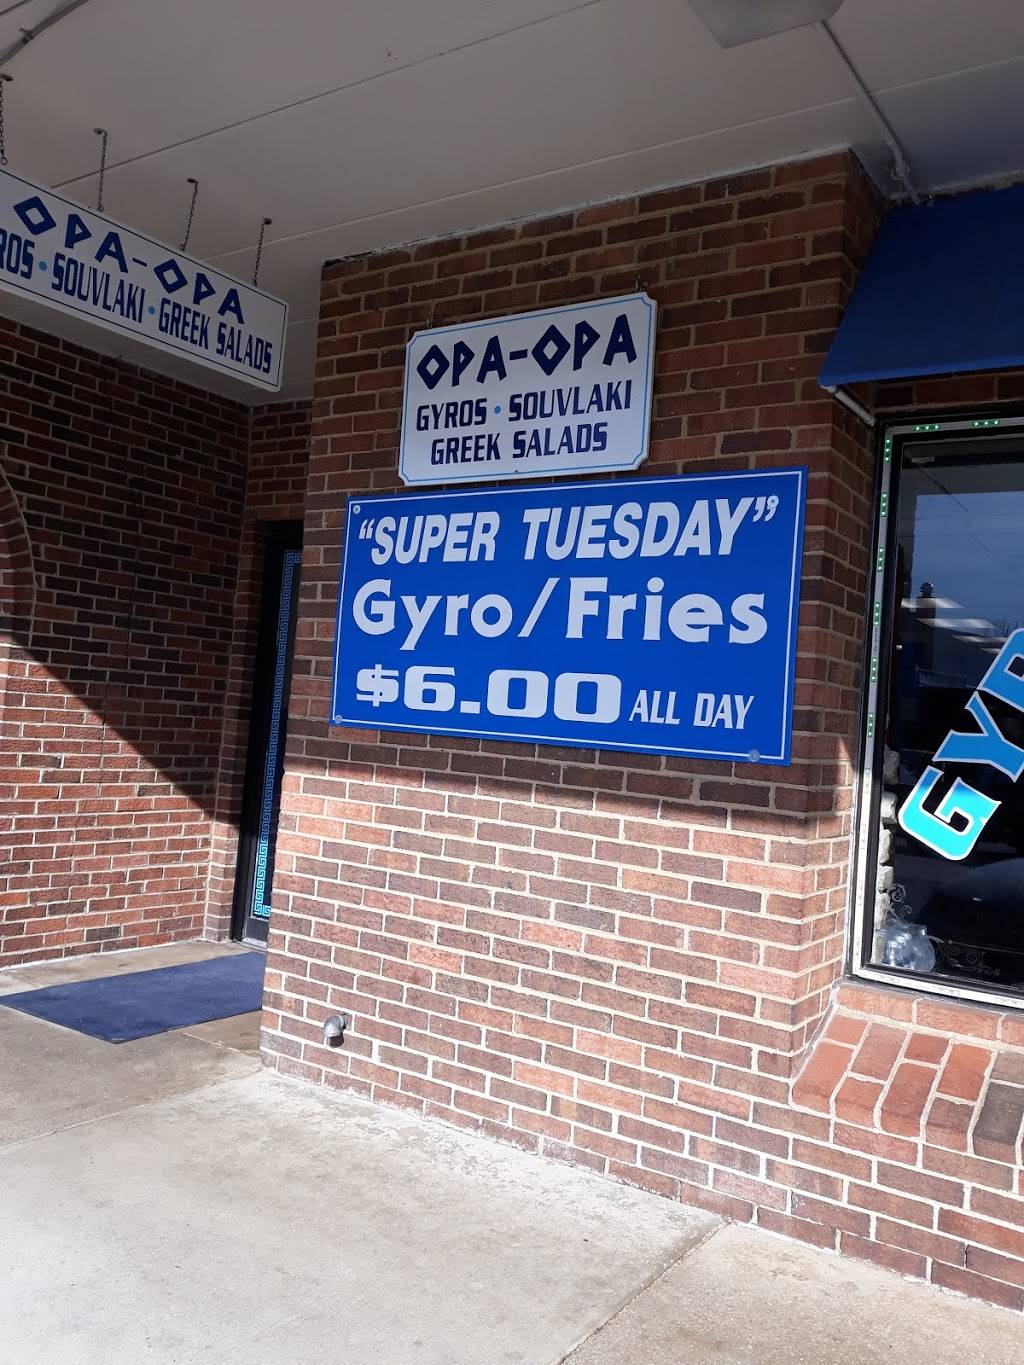 OPA-OPA
SOUVLAKI • GREEK SALADS
OPA-OPA
GYROS • SOUVLAKI
GREEK SALADS
"SUPER TUESDAY"
Gyro/Fries
$6.00 ALL DAY